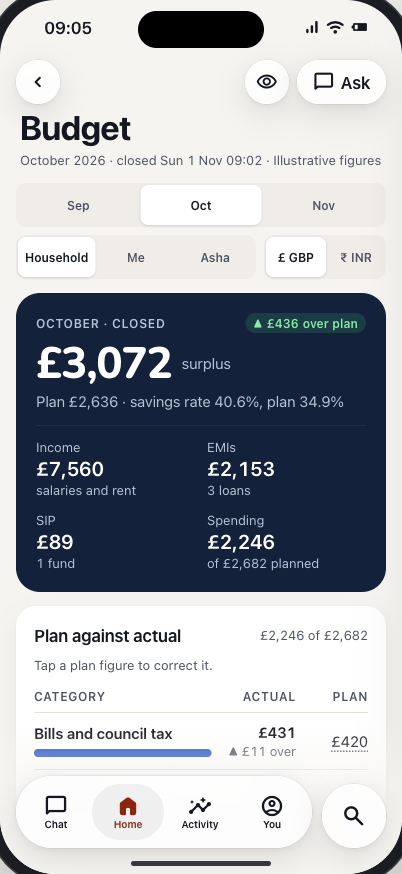 09:05
Ask
Budget
October 2026 · closed Sun 1 Nov 09:02 · Illustrative figures
Sep Oct Nov
Household Me Asha £ GBP ₹ INR
OCTOBER · CLOSED ▲ £436 over plan
£3,072 surplus
Plan £2,636 · savings rate 40.6%, plan 34.9%
Income EMIs
£7,560 £2,153
salaries and rent 3 loans
SIP Spending
£89 £2,246
1 fund of £2,682 planned
Plan against actual £2,246 of £2,682
Tap a plan figure to correct it.
CATEGORY ACTUAL PLAN
Bills and council tax £431 £420
▲ £11 over
Chat Home Activity You